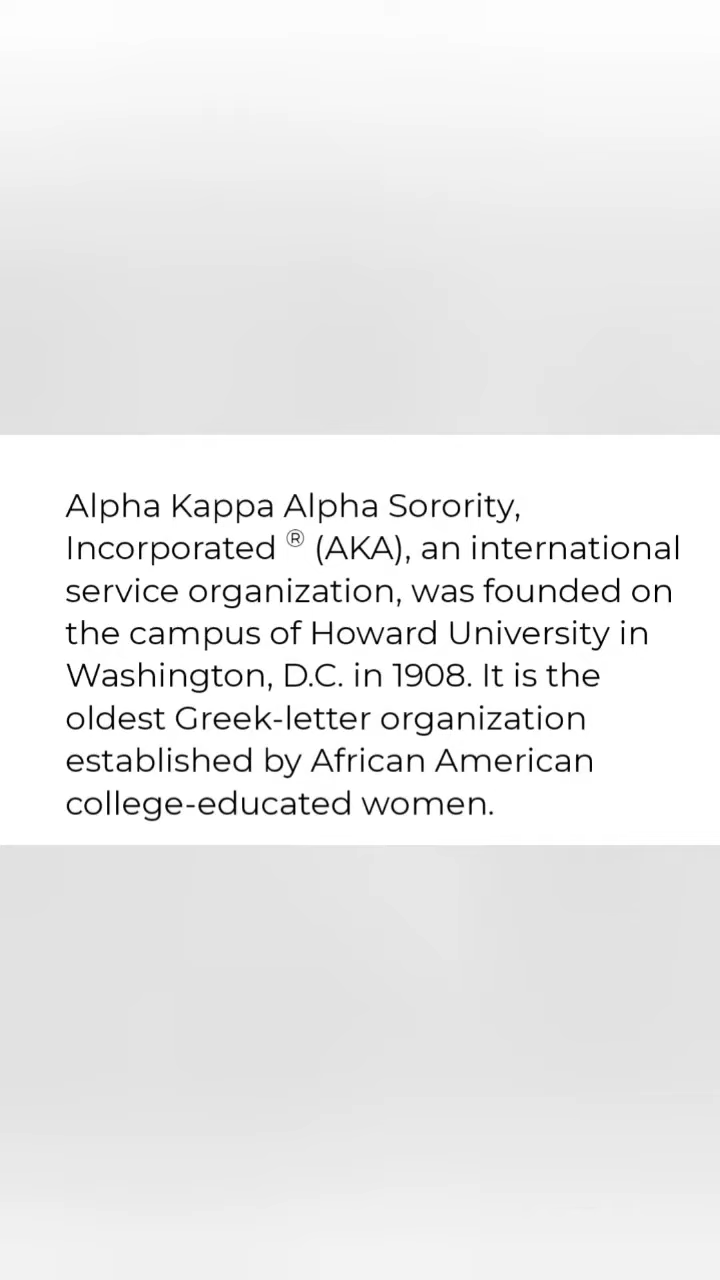 Alpha Kappa Alpha Sorority,
Incorporated ® (AKA), an international
service organization, was founded on
the campus of Howard University in
Washington, D.C. in 1908. It is the
oldest Greek-letter organization
established by African American
college-educated women.